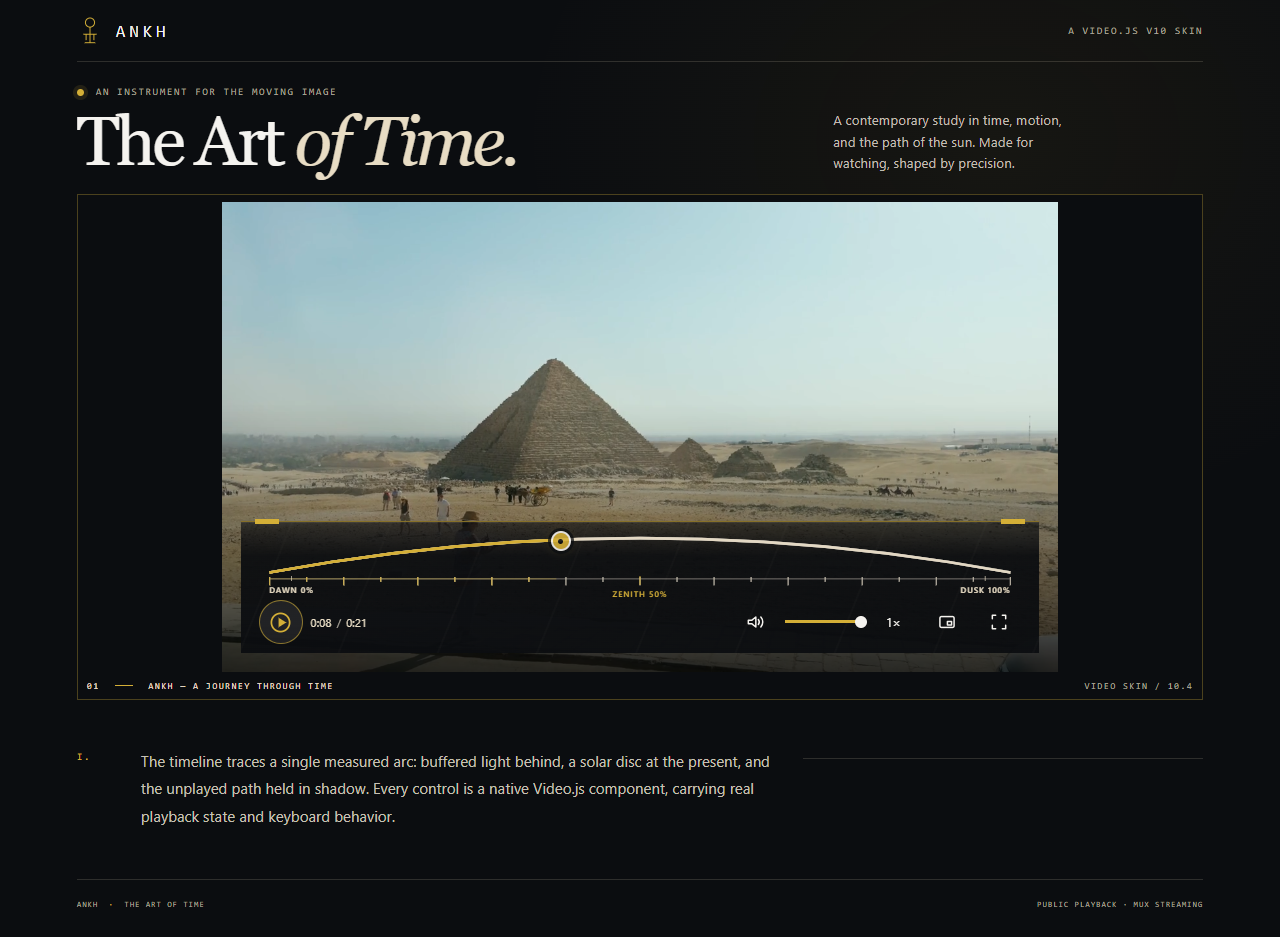 ANKH
A VIDEO.JS V10 SKIN
AN INSTRUMENT FOR THE MOVING IMAGE
The Art of Time.
A contemporary study in time, motion,
and the path of the sun. Made for
watching, shaped by precision.
DAWN 0%
ZENITH 50%
DUSK 100%
0:08 / 0:21
1×
01 — ANKH — A JOURNEY THROUGH TIME
VIDEO SKIN / 10.4
I.
The timeline traces a single measured arc: buffered light behind, a solar disc at the present, and
the unplayed path held in shadow. Every control is a native Video.js component, carrying real
playback state and keyboard behavior.
ANKH · THE ART OF TIME
PUBLIC PLAYBACK · MUX STREAMING